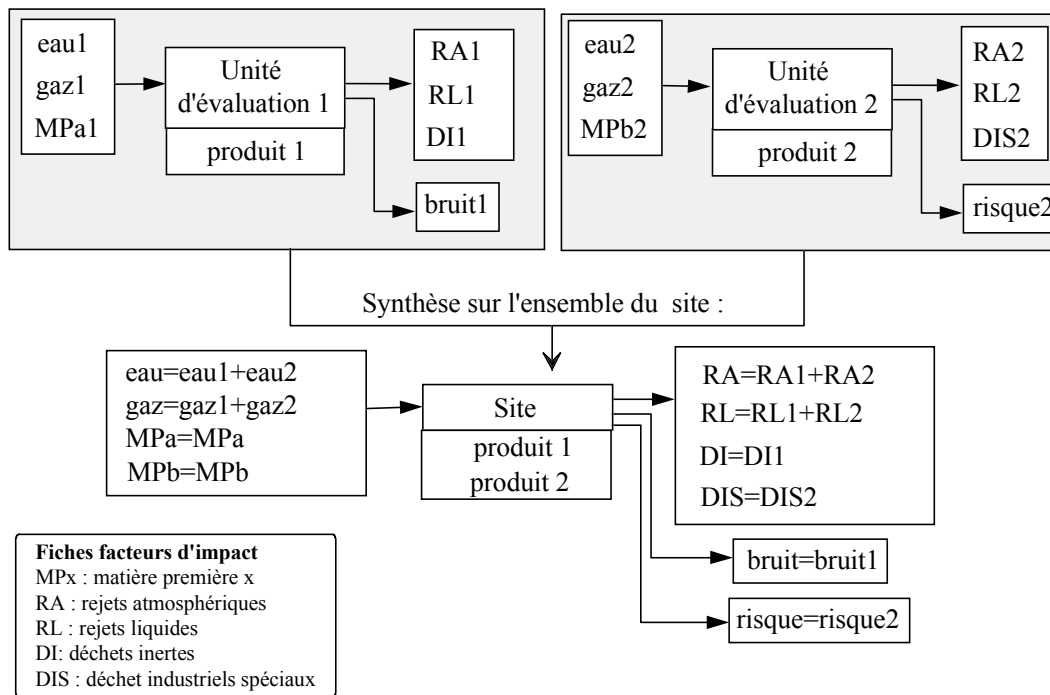 eau1
gaz1
MPa1
Unité
d'évaluation 1
produit 1
RA1
RL1
DI1
bruit1
eau2
gaz2
MPb2
Unité
d'évaluation 2
produit 2
RA2
RL2
DIS2
risque2
Synthèse sur l'ensemble du site :
eau=eau1+eau2
gaz=gaz1+gaz2
MPa=MPa
MPb=MPb
Site
produit 1
produit 2
RA=RA1+RA2
RL=RL1+RL2
DI=DI1
DIS=DIS2
bruit=bruit1
risque=risque2
Fiches facteurs d'impact
MPx : matière première x
RA : rejets atmosphériques
RL : rejets liquides
DI: déchets inertes
DIS : déchet industriels spéciaux